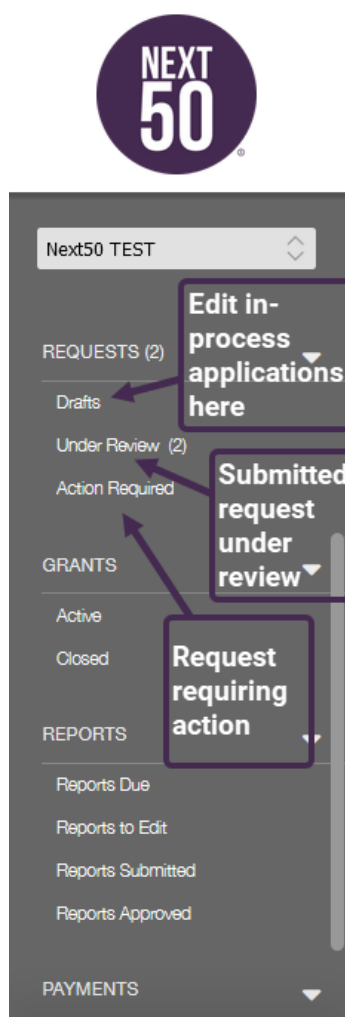 NEXT
50
®
Next50 TEST
Edit in-
process
applications
here
REQUESTS (2)
Drafts
Under Review (2)
Action Required
Submitted
request
under
review
GRANTS
Active
Closed
Request
requiring
action
REPORTS
Reports Due
Reports to Edit
Reports Submitted
Reports Approved
PAYMENTS